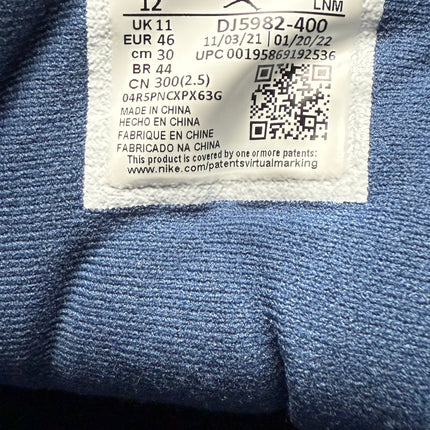 12 LNM
UK 11 DJ5982-400
EUR 46 11/03/21 01/20/22
cm 30 UPC 00195869192536
BR 44
CN 300(2.5)
04R5PNCXPX63G
MADE IN CHINA
HECHO EN CHINA
FABRIQUE EN CHINE
FABRICADO NA CHINA
This product is covered by one or more patents:
www.nike.com/patentsvirtualmarking